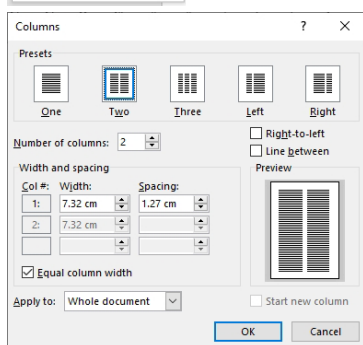 Columns
Presets
One Two Three Left Right
Number of columns: 2
Right-to-left
Line between
Width and spacing
Preview
Col #: Width: Spacing:
1: 7.32 cm 1.27 cm
2: 7.32 cm
Equal column width
Apply to: Whole document
Start new column
OK Cancel